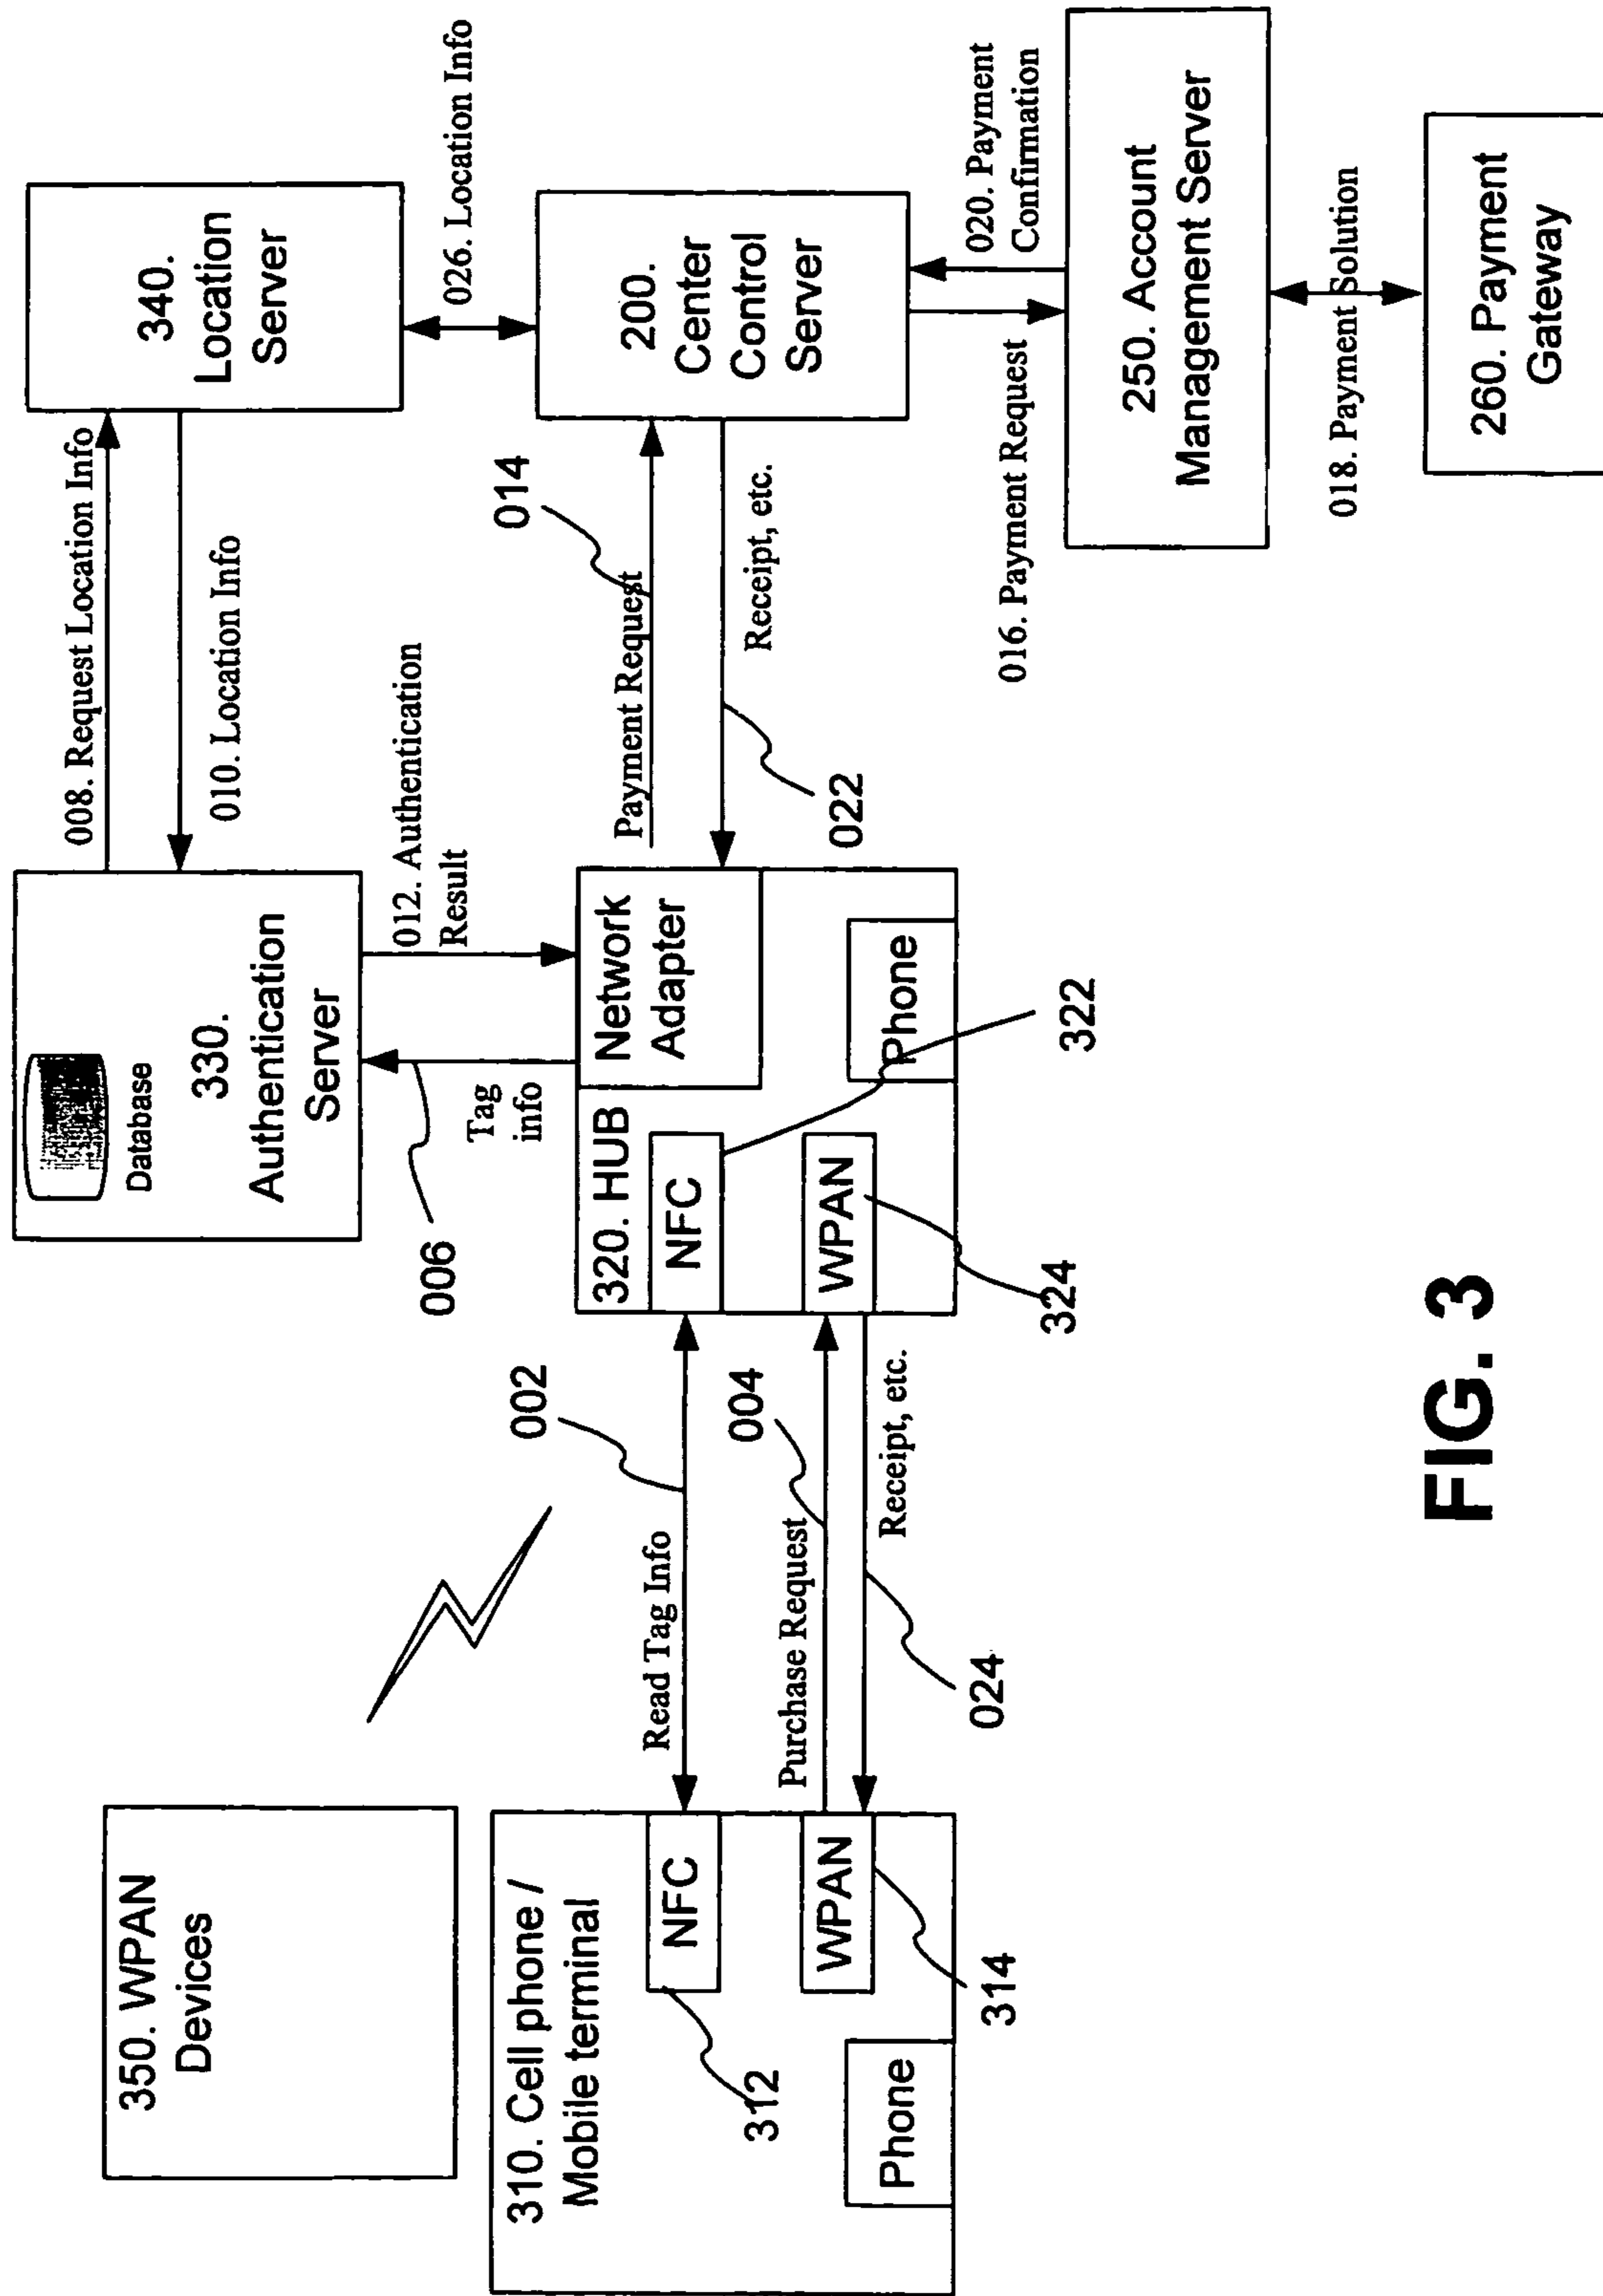 350. WPAN
Devices
310. Cell phone /
Mobile terminal
NFC
312
WPAN
314
Phone
Read Tag Info
002
Purchase Request
004
Receipt, etc.
024
Database
330.
Authentication
Server
006
Tag
info
012. Authentication
Result
320. HUB
Network
Adapter
NFC
WPAN
Phone
322
324
008. Request Location Info
010. Location Info
340.
Location
Server
026. Location Info
Payment Request
014
Receipt, etc.
022
200.
Center
Control
Server
016. Payment Request
020. Payment
Confirmation
250. Account
Management Server
018. Payment Solution
260. Payment
Gateway
FIG. 3